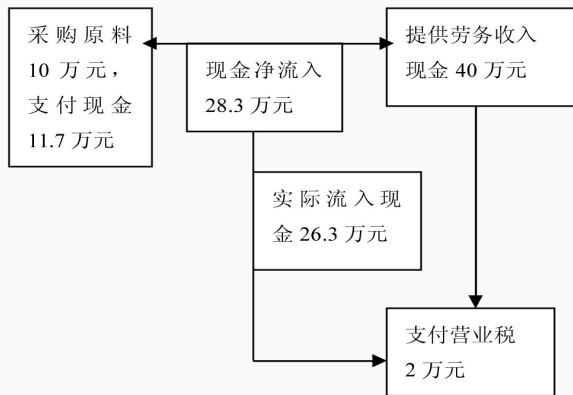 采购原料
10 万元，
支付现金
11.7 万元
现金净流入
28.3 万元
提供劳务收入
现金 40 万元
实际流入现
金 26.3 万元
支付营业税
2 万元